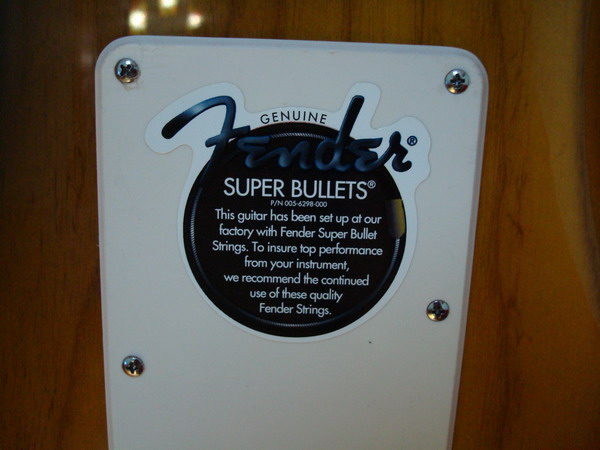 GENUINE
Fender®
SUPER BULLETS®
P/N 005-6298-000
This guitar has been set up at our
factory with Fender Super Bullet
Strings. To insure top performance
from your instrument,
we recommend the continued
use of these quality
Fender Strings.